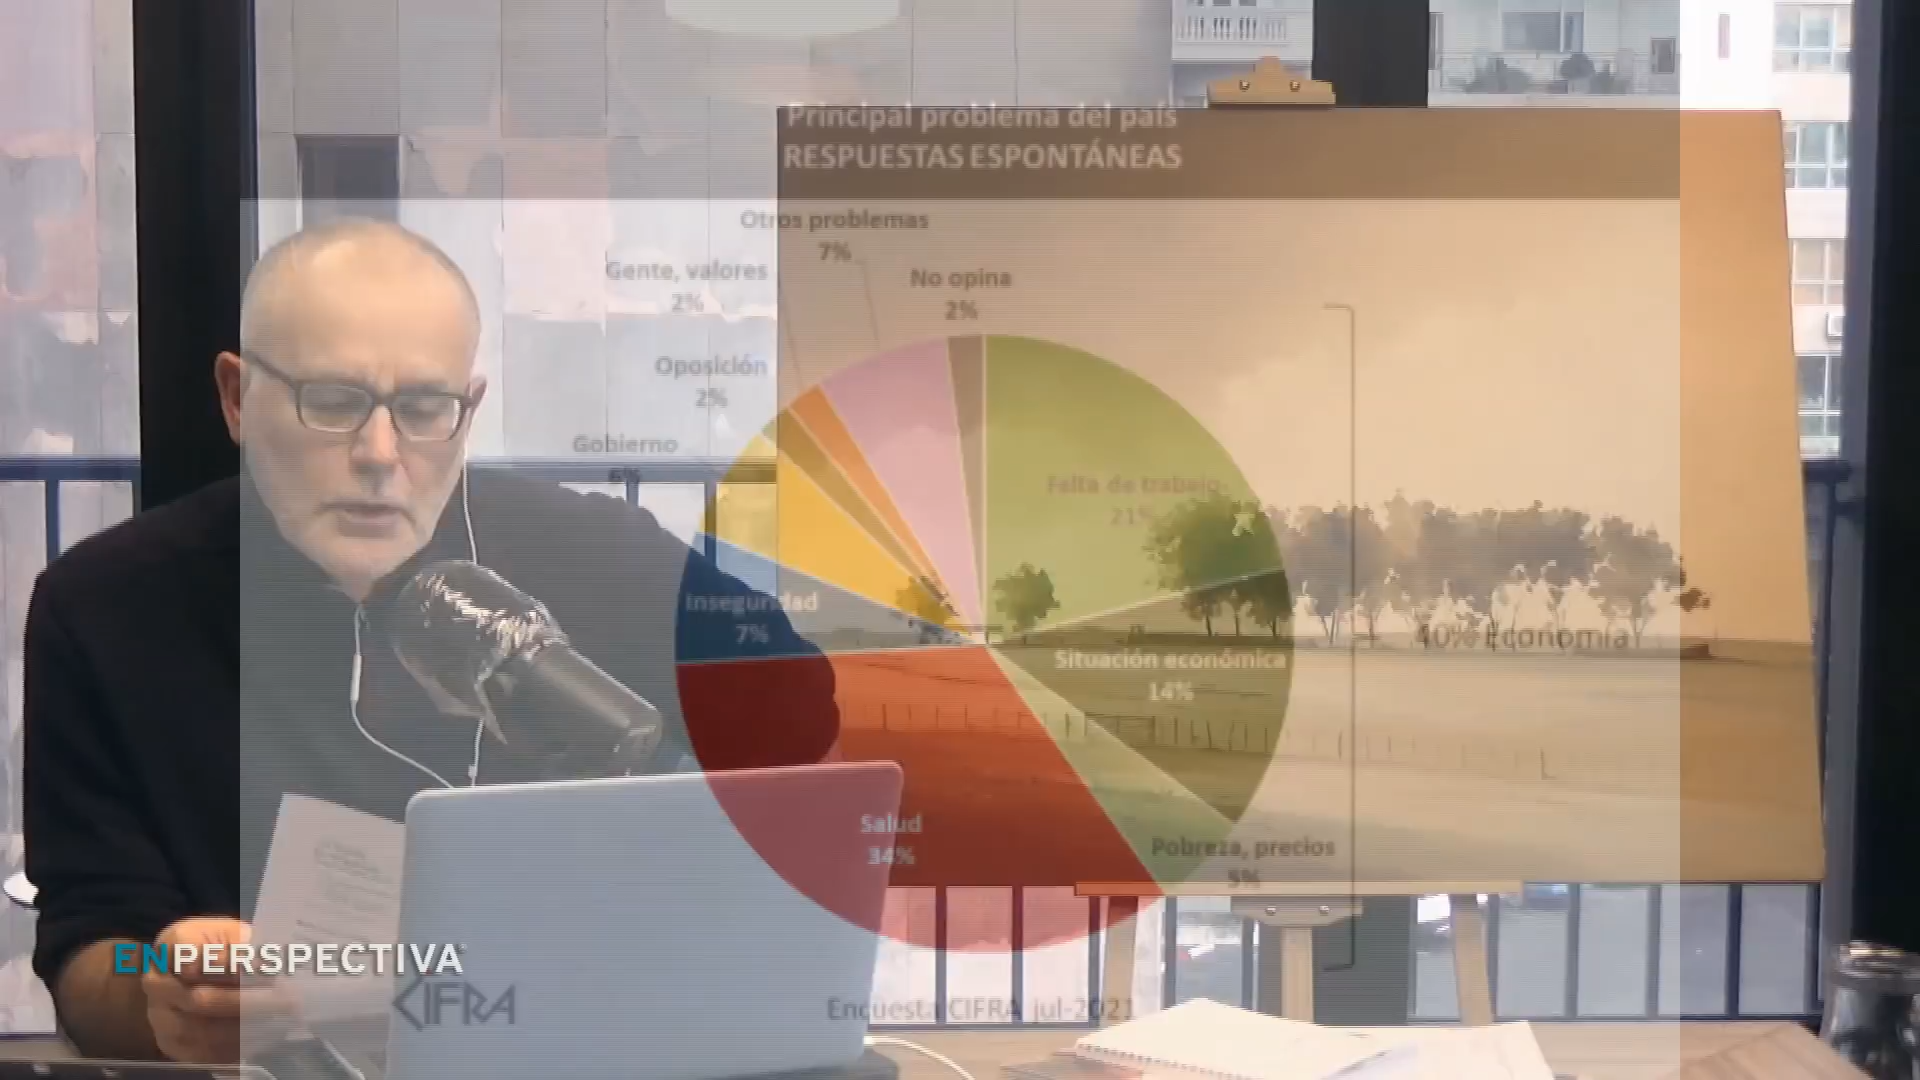 Principal problema del país
RESPUESTAS ESPONTÁNEAS
Otros problemas
7%
Gente, valores
2%
No opina
2%
Oposición
2%
Gobierno
6%
Falta de trabajo
21%
Inseguridad
7%
40% Economía
Situación económica
14%
Salud
34%
Pobreza, precios
5%
ENPERSPECTIVA
CIFRA
Encuesta CIFRA jul-2021